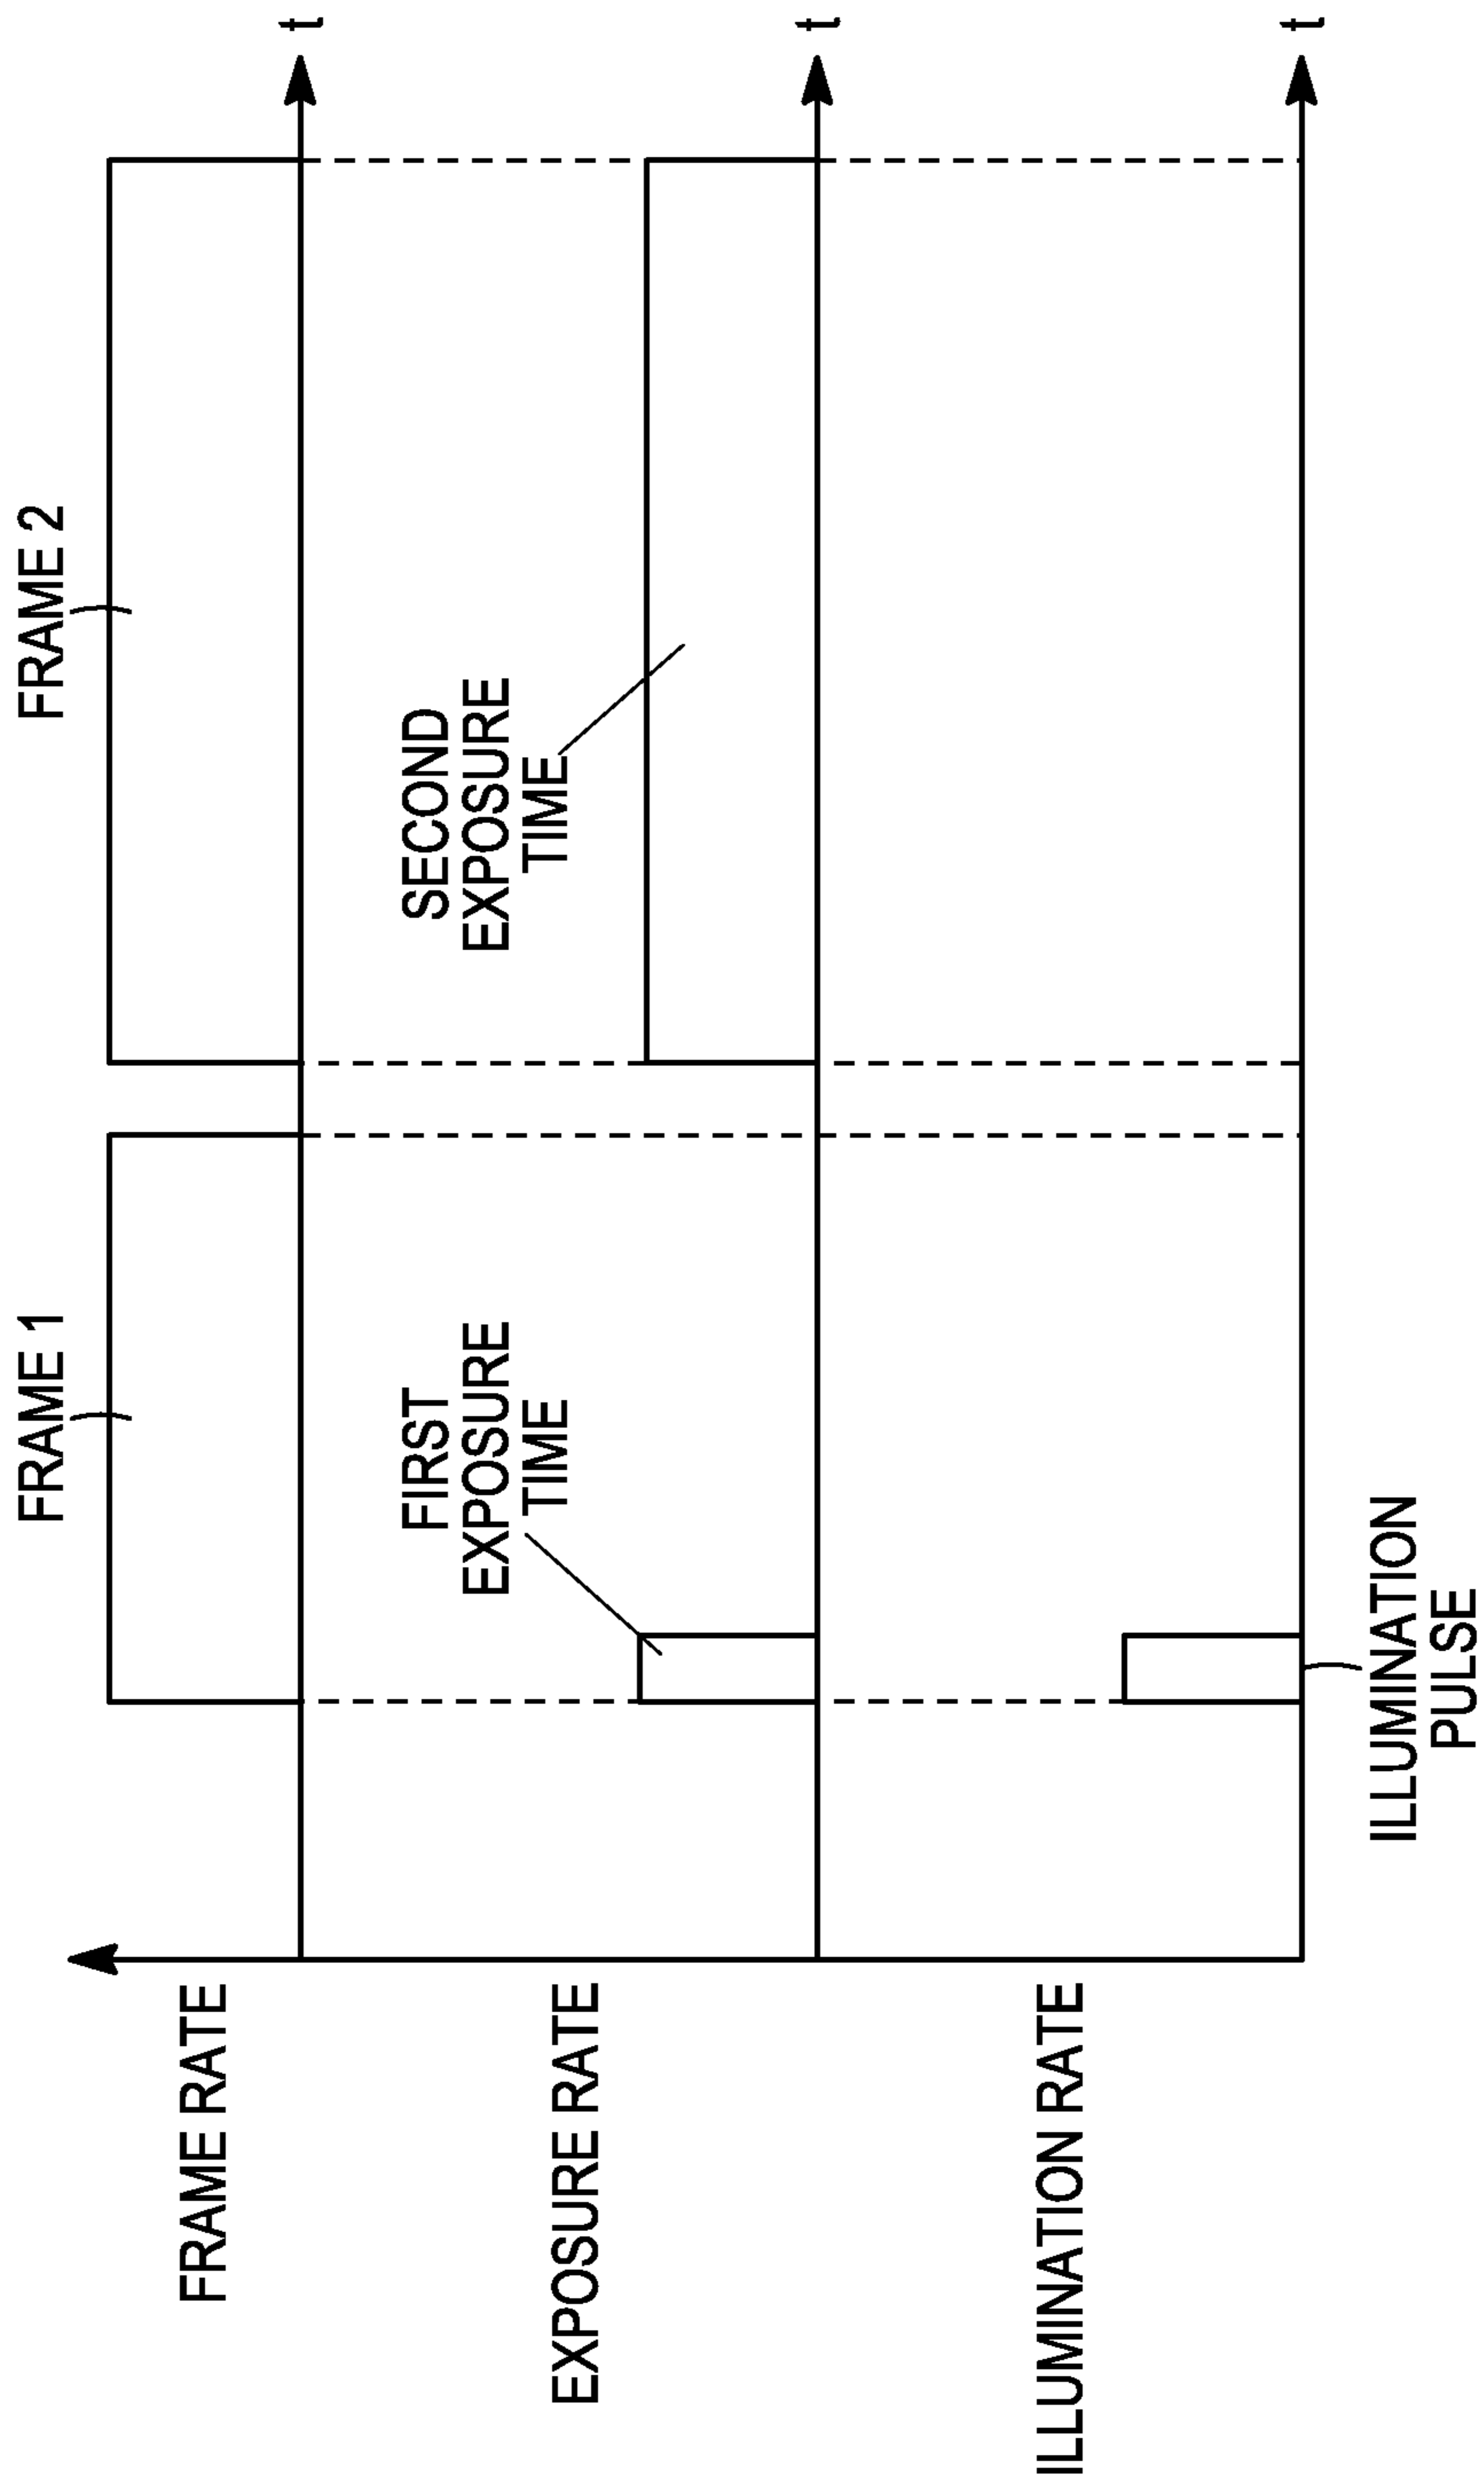 FRAME 1
FRAME 2
FRAME RATE
t
FIRST
EXPOSURE
TIME
SECOND
EXPOSURE
TIME
EXPOSURE RATE
t
ILLUMINATION RATE
t
ILLUMINATION
PULSE